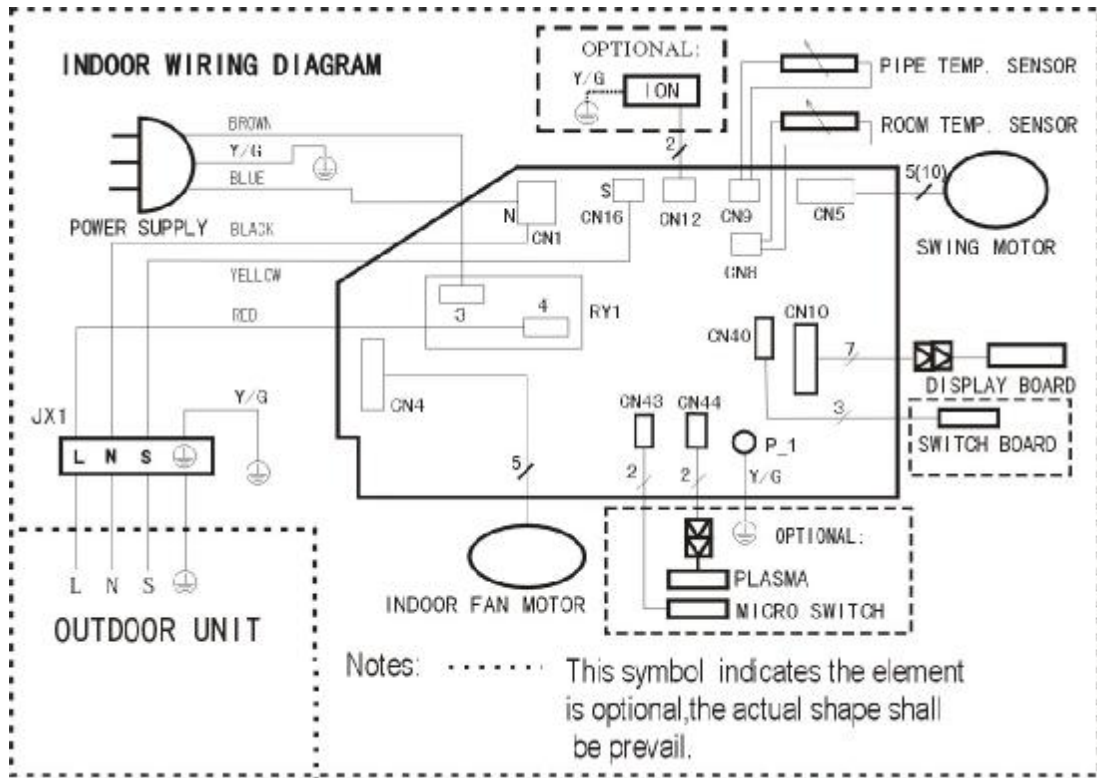 INDOOR WIRING DIAGRAM
OPTIONAL:
Y/G
ION
PIPE TEMP. SENSOR
ROOM TEMP. SENSOR
BROWN
Y/G
BLUE
POWER SUPPLY
BLACK
YELLOW
RED
2
5(10)
N
CN1
S
CN16
CN12
CN9
CN5
CN8
SWING MOTOR
3
4
RY1
CN4
CN40
CN10
7
DISPLAY BOARD
3
SWITCH BOARD
Y/G
JX1
L N S
CN43
CN44
P_1
5
2
2
Y/G
OPTIONAL:
PLASMA
MICRO SWITCH
INDOOR FAN MOTOR
L N S
OUTDOOR UNIT
Notes: ······ This symbol indicates the element
is optional,the actual shape shall
be prevail.